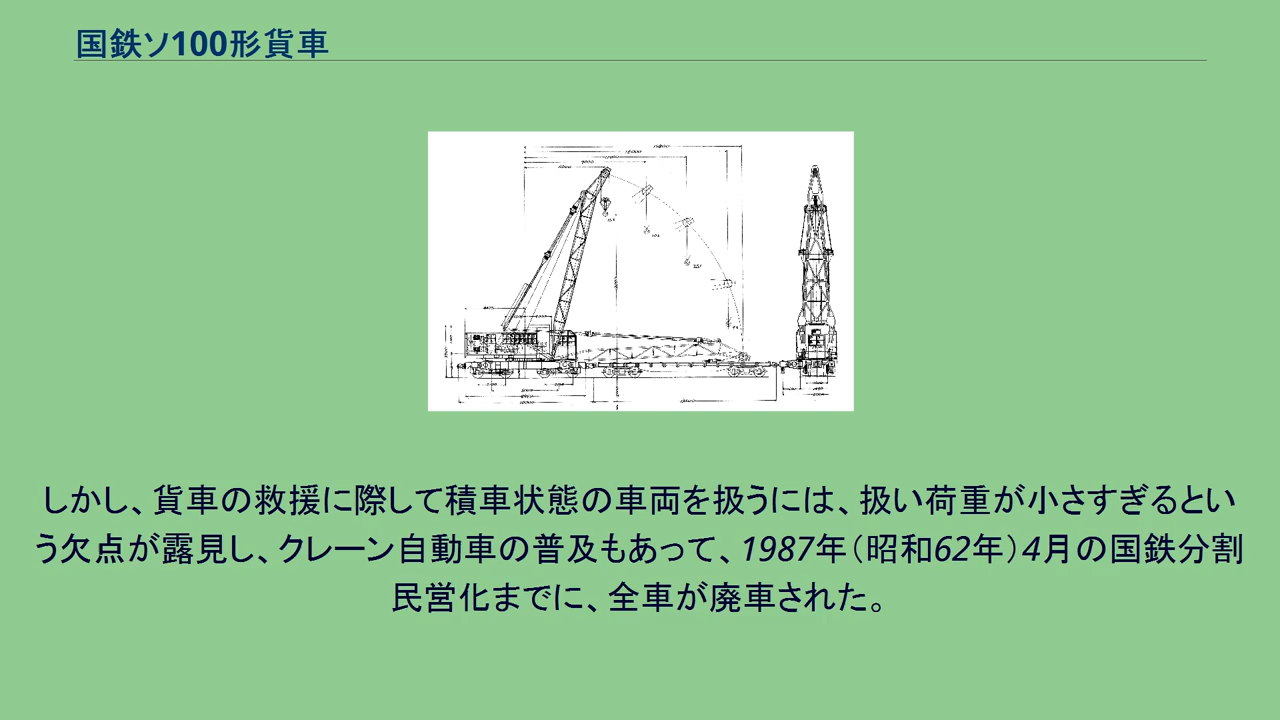 国鉄ソ100形貨車
しかし、貨車の救援に際して積車状態の車両を扱うには、扱い荷重が小さすぎるとい
う欠点が露見し、クレーン自動車の普及もあって、1987年（昭和62年）4月の国鉄分割
民営化までに、全車が廃車された。